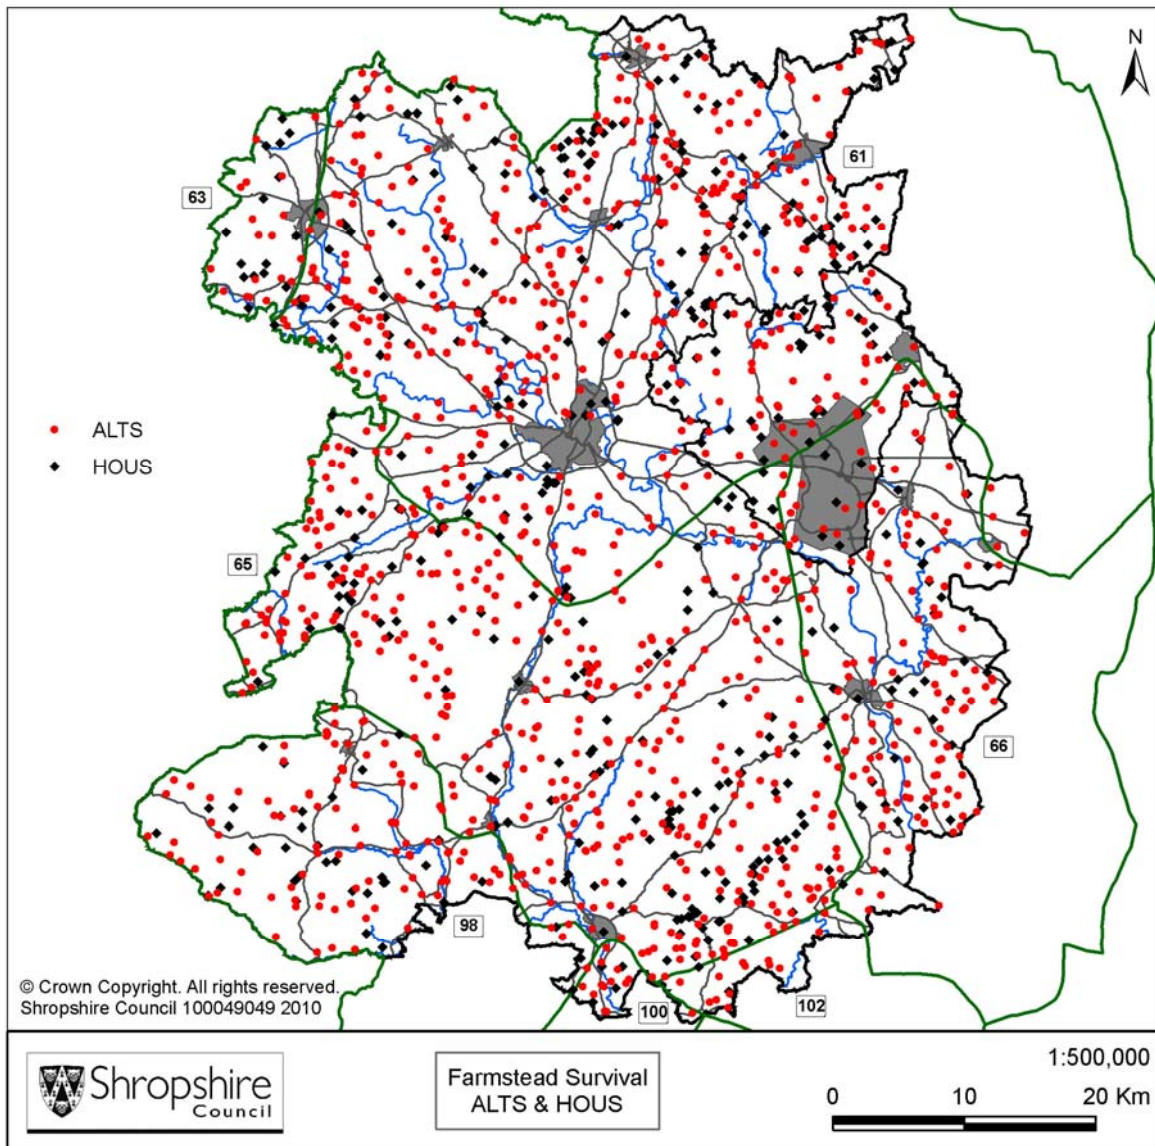 N
61
63
ALTS
HOUS
65
66
98
100
102
© Crown Copyright. All rights reserved.
Shropshire Council 100049049 2010
Shropshire
Council
Farmstead Survival
ALTS & HOUS
1:500,000
0 10 20 Km